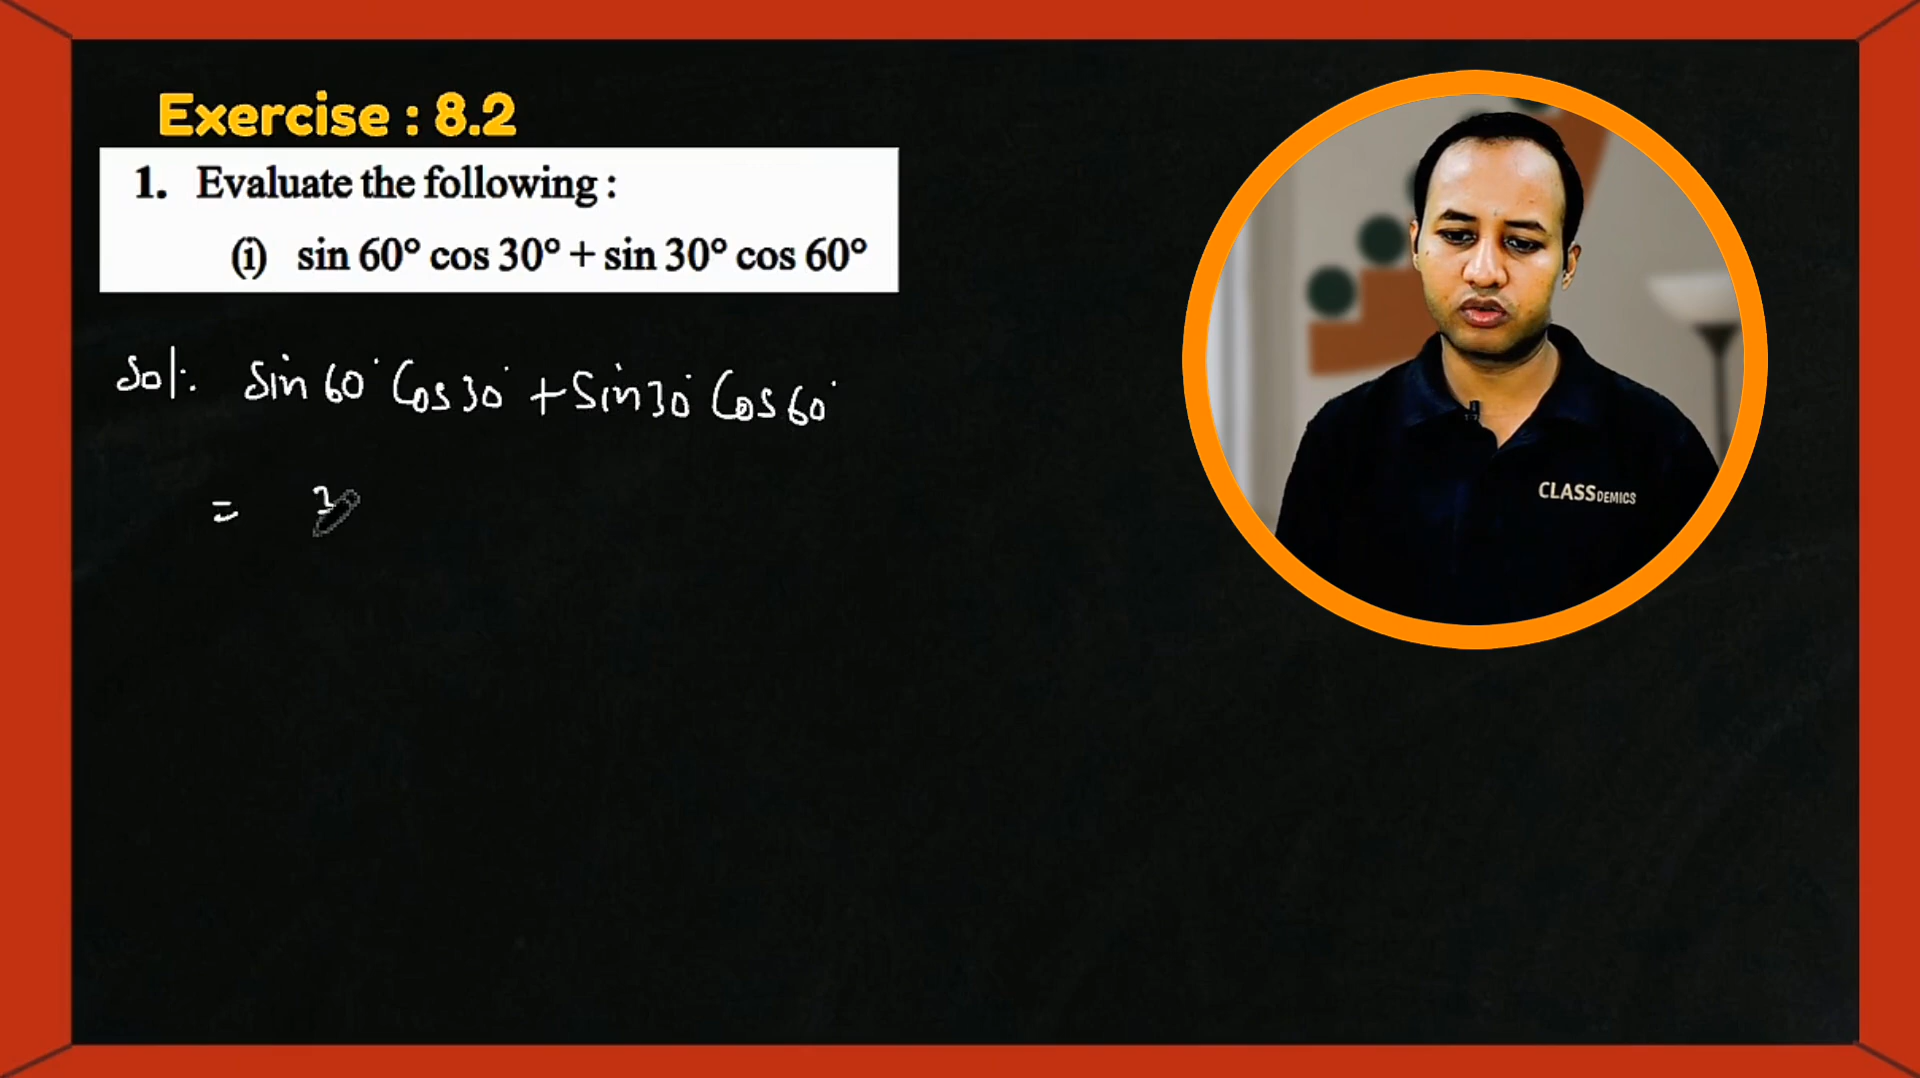 Exercise : 8.2
1. Evaluate the following :
(i) sin 60° cos 30° + sin 30° cos 60°
Sol:. Sin 60° Cos 30° + Sin 30° Cos 60°
=
CLASSDEMICS